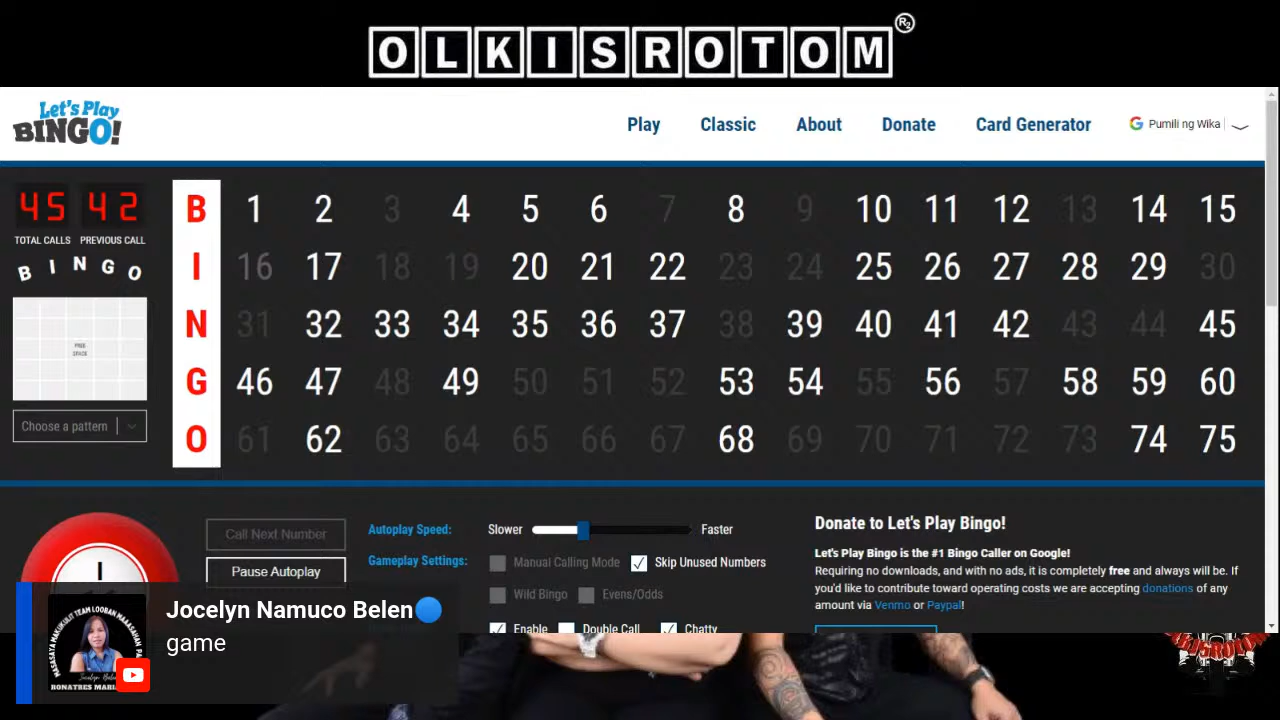 OLKISROTOM R2
Let's Play
BINGO!
Play Classic About Donate Card Generator
G Pumili ng Wika
45 42
TOTAL CALLS PREVIOUS CALL
B I N G O
FREE
SPACE
Choose a pattern
B 1 2 3 4 5 6 7 8 9 10 11 12 13 14 15
I 16 17 18 19 20 21 22 23 24 25 26 27 28 29 30
N 31 32 33 34 35 36 37 38 39 40 41 42 43 44 45
G 46 47 48 49 50 51 52 53 54 55 56 57 58 59 60
O 61 62 63 64 65 66 67 68 69 70 71 72 73 74 75
I
Call Next Number
Pause Autoplay
Autoplay Speed: Slower Faster
Gameplay Settings: Manual Calling Mode Skip Unused Numbers
Wild Bingo Evens/Odds
Enable Double Call Chatty
Donate to Let's Play Bingo!
Let's Play Bingo is the #1 Bingo Caller on Google!
Requiring no downloads, and with no ads, it is completely free and always will be. If
you'd like to contribute toward operating costs we are accepting donations of any
amount via Venmo or Paypal!
Jocelyn Namuco Belen
game